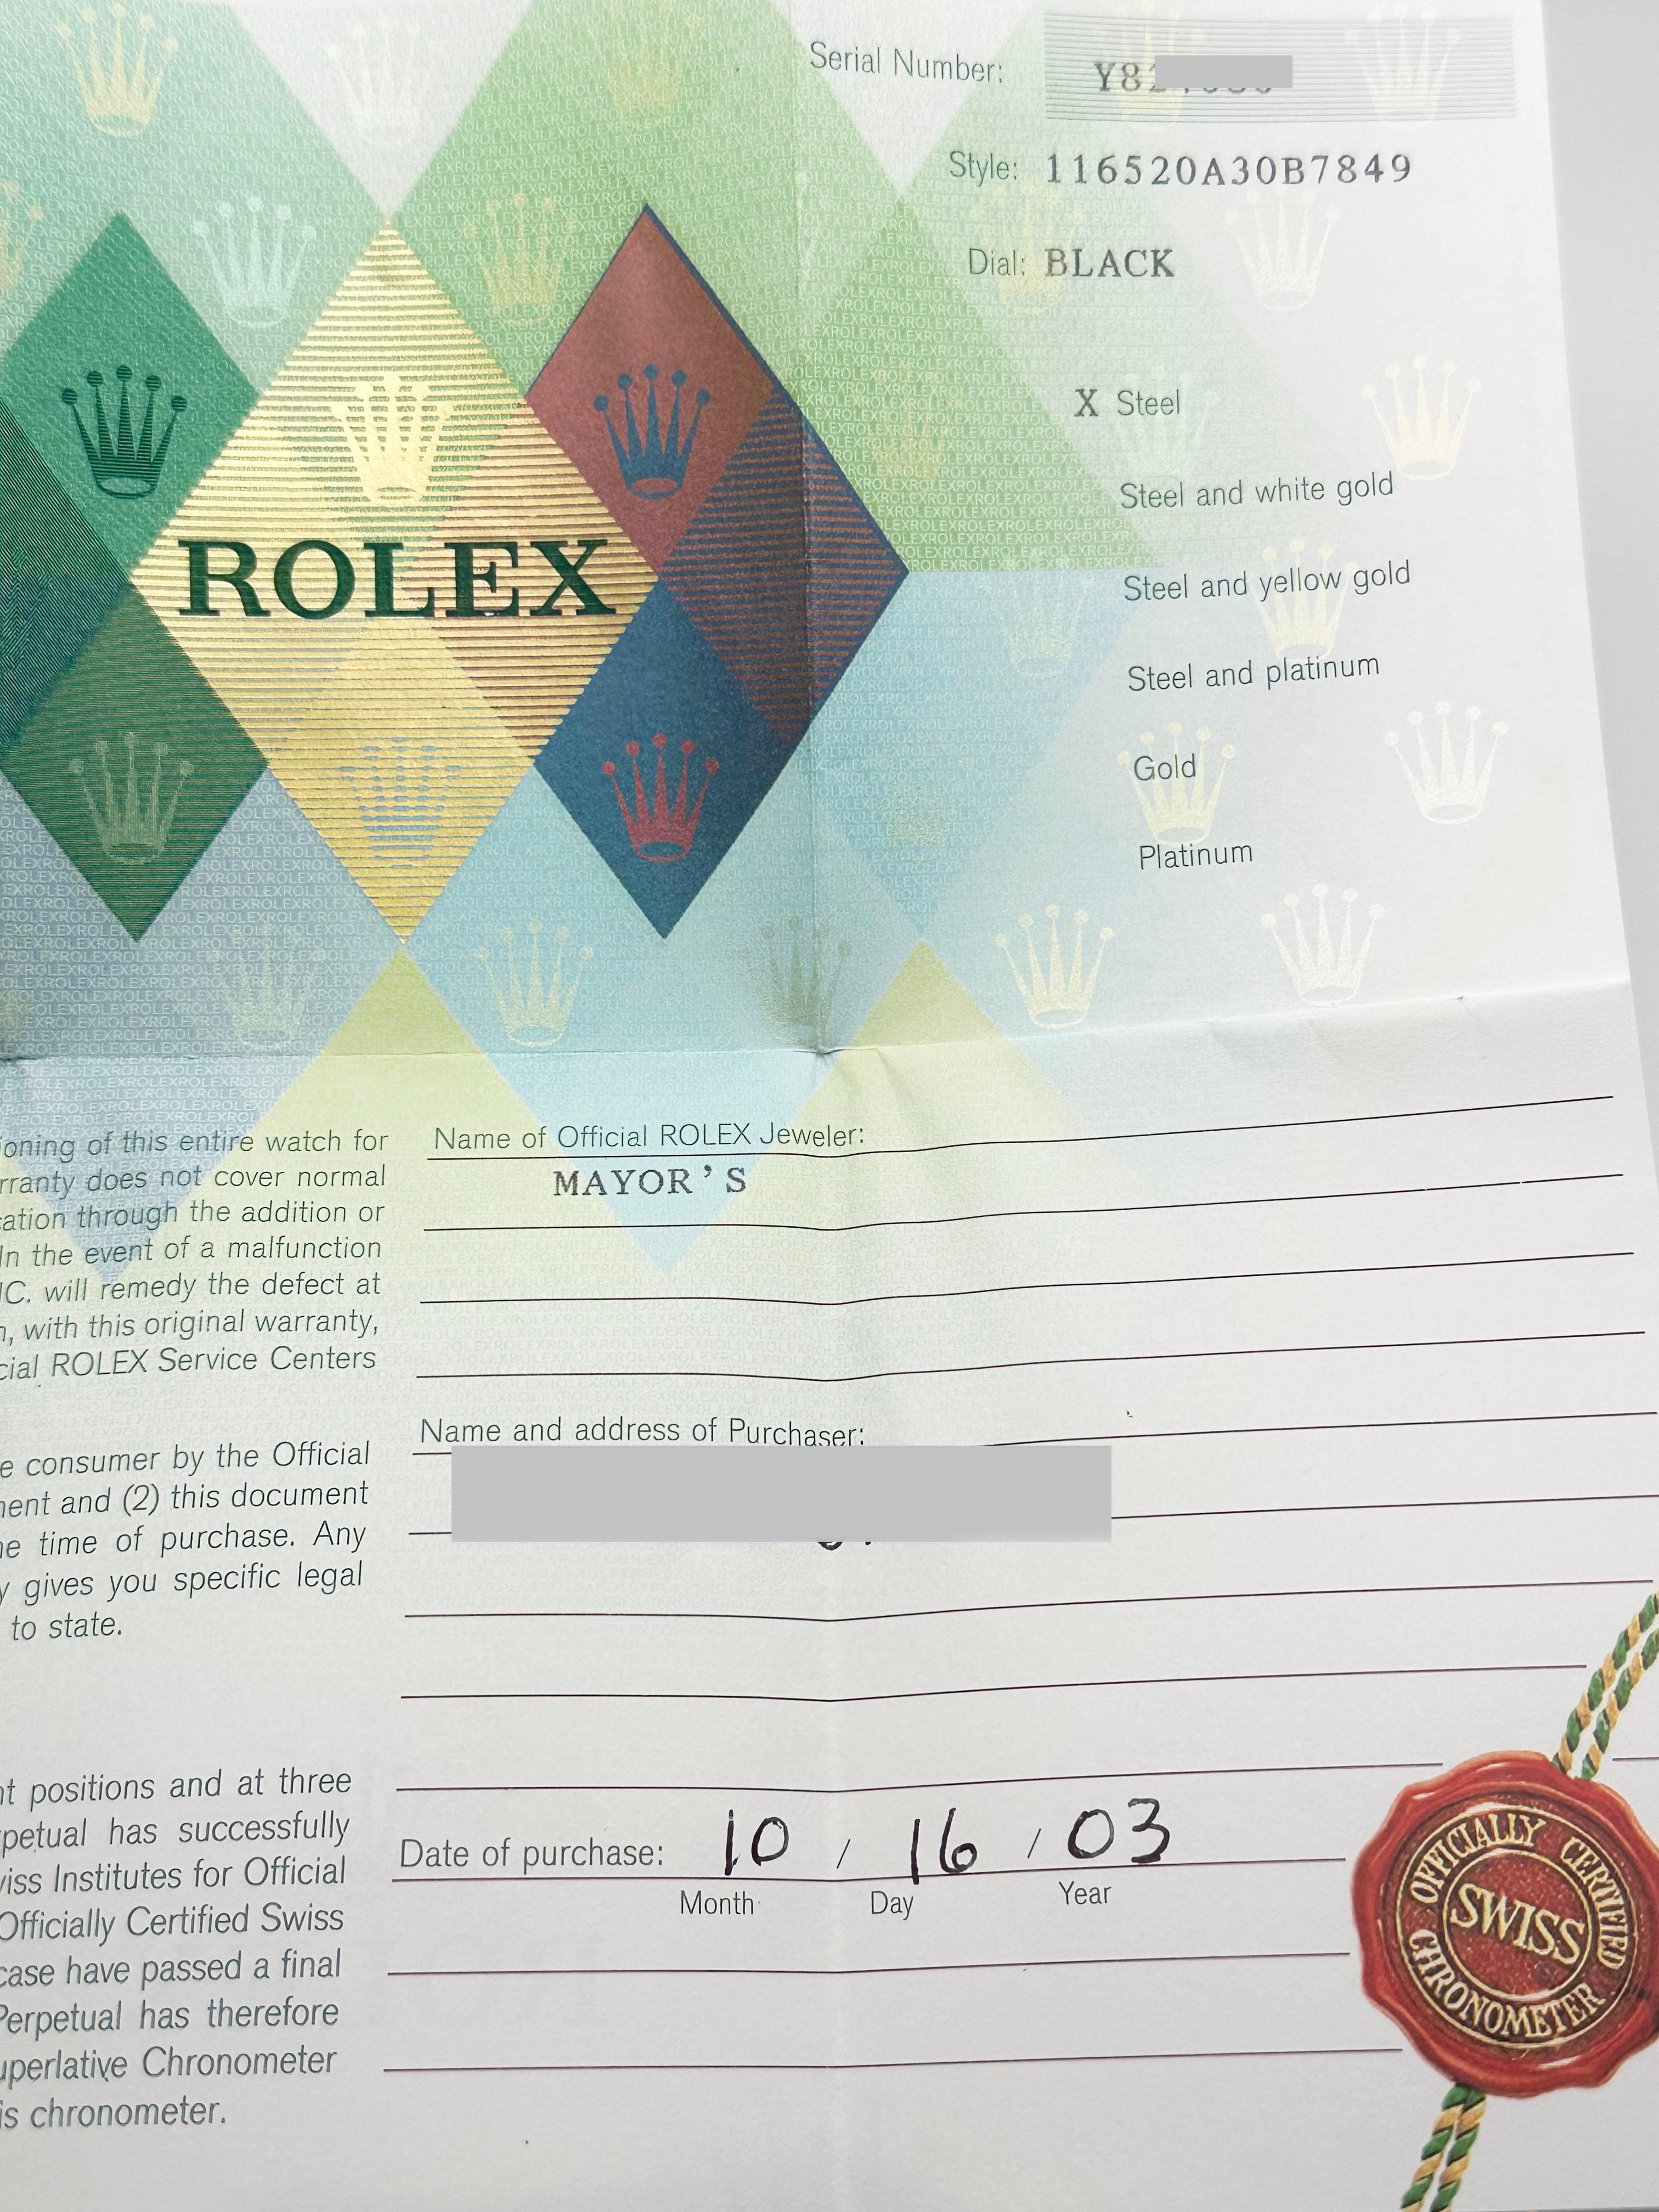 Serial Number: Y82
Style: 116520A30B7849
Dial: BLACK
X Steel
Steel and white gold
Steel and yellow gold
Steel and platinum
Gold
Platinum
ROLEX
ioning of this entire watch for
rranty does not cover normal
cation through the addition or
In the event of a malfunction
NC. will remedy the defect at
n, with this original warranty,
cial ROLEX Service Centers
e consumer by the Official
ment and (2) this document
he time of purchase. Any
y gives you specific legal
to state.
nt positions and at three
rpetual has successfully
wiss Institutes for Official
Officially Certified Swiss
case have passed a final
Perpetual has therefore
uperlative Chronometer
is chronometer.
Name of Official ROLEX Jeweler:
MAYOR'S
Name and address of Purchaser:
Date of purchase: 10 / 16 / 03
Month Day Year
OFFICIALLY CERTIFIED
SWISS
CHRONOMETER